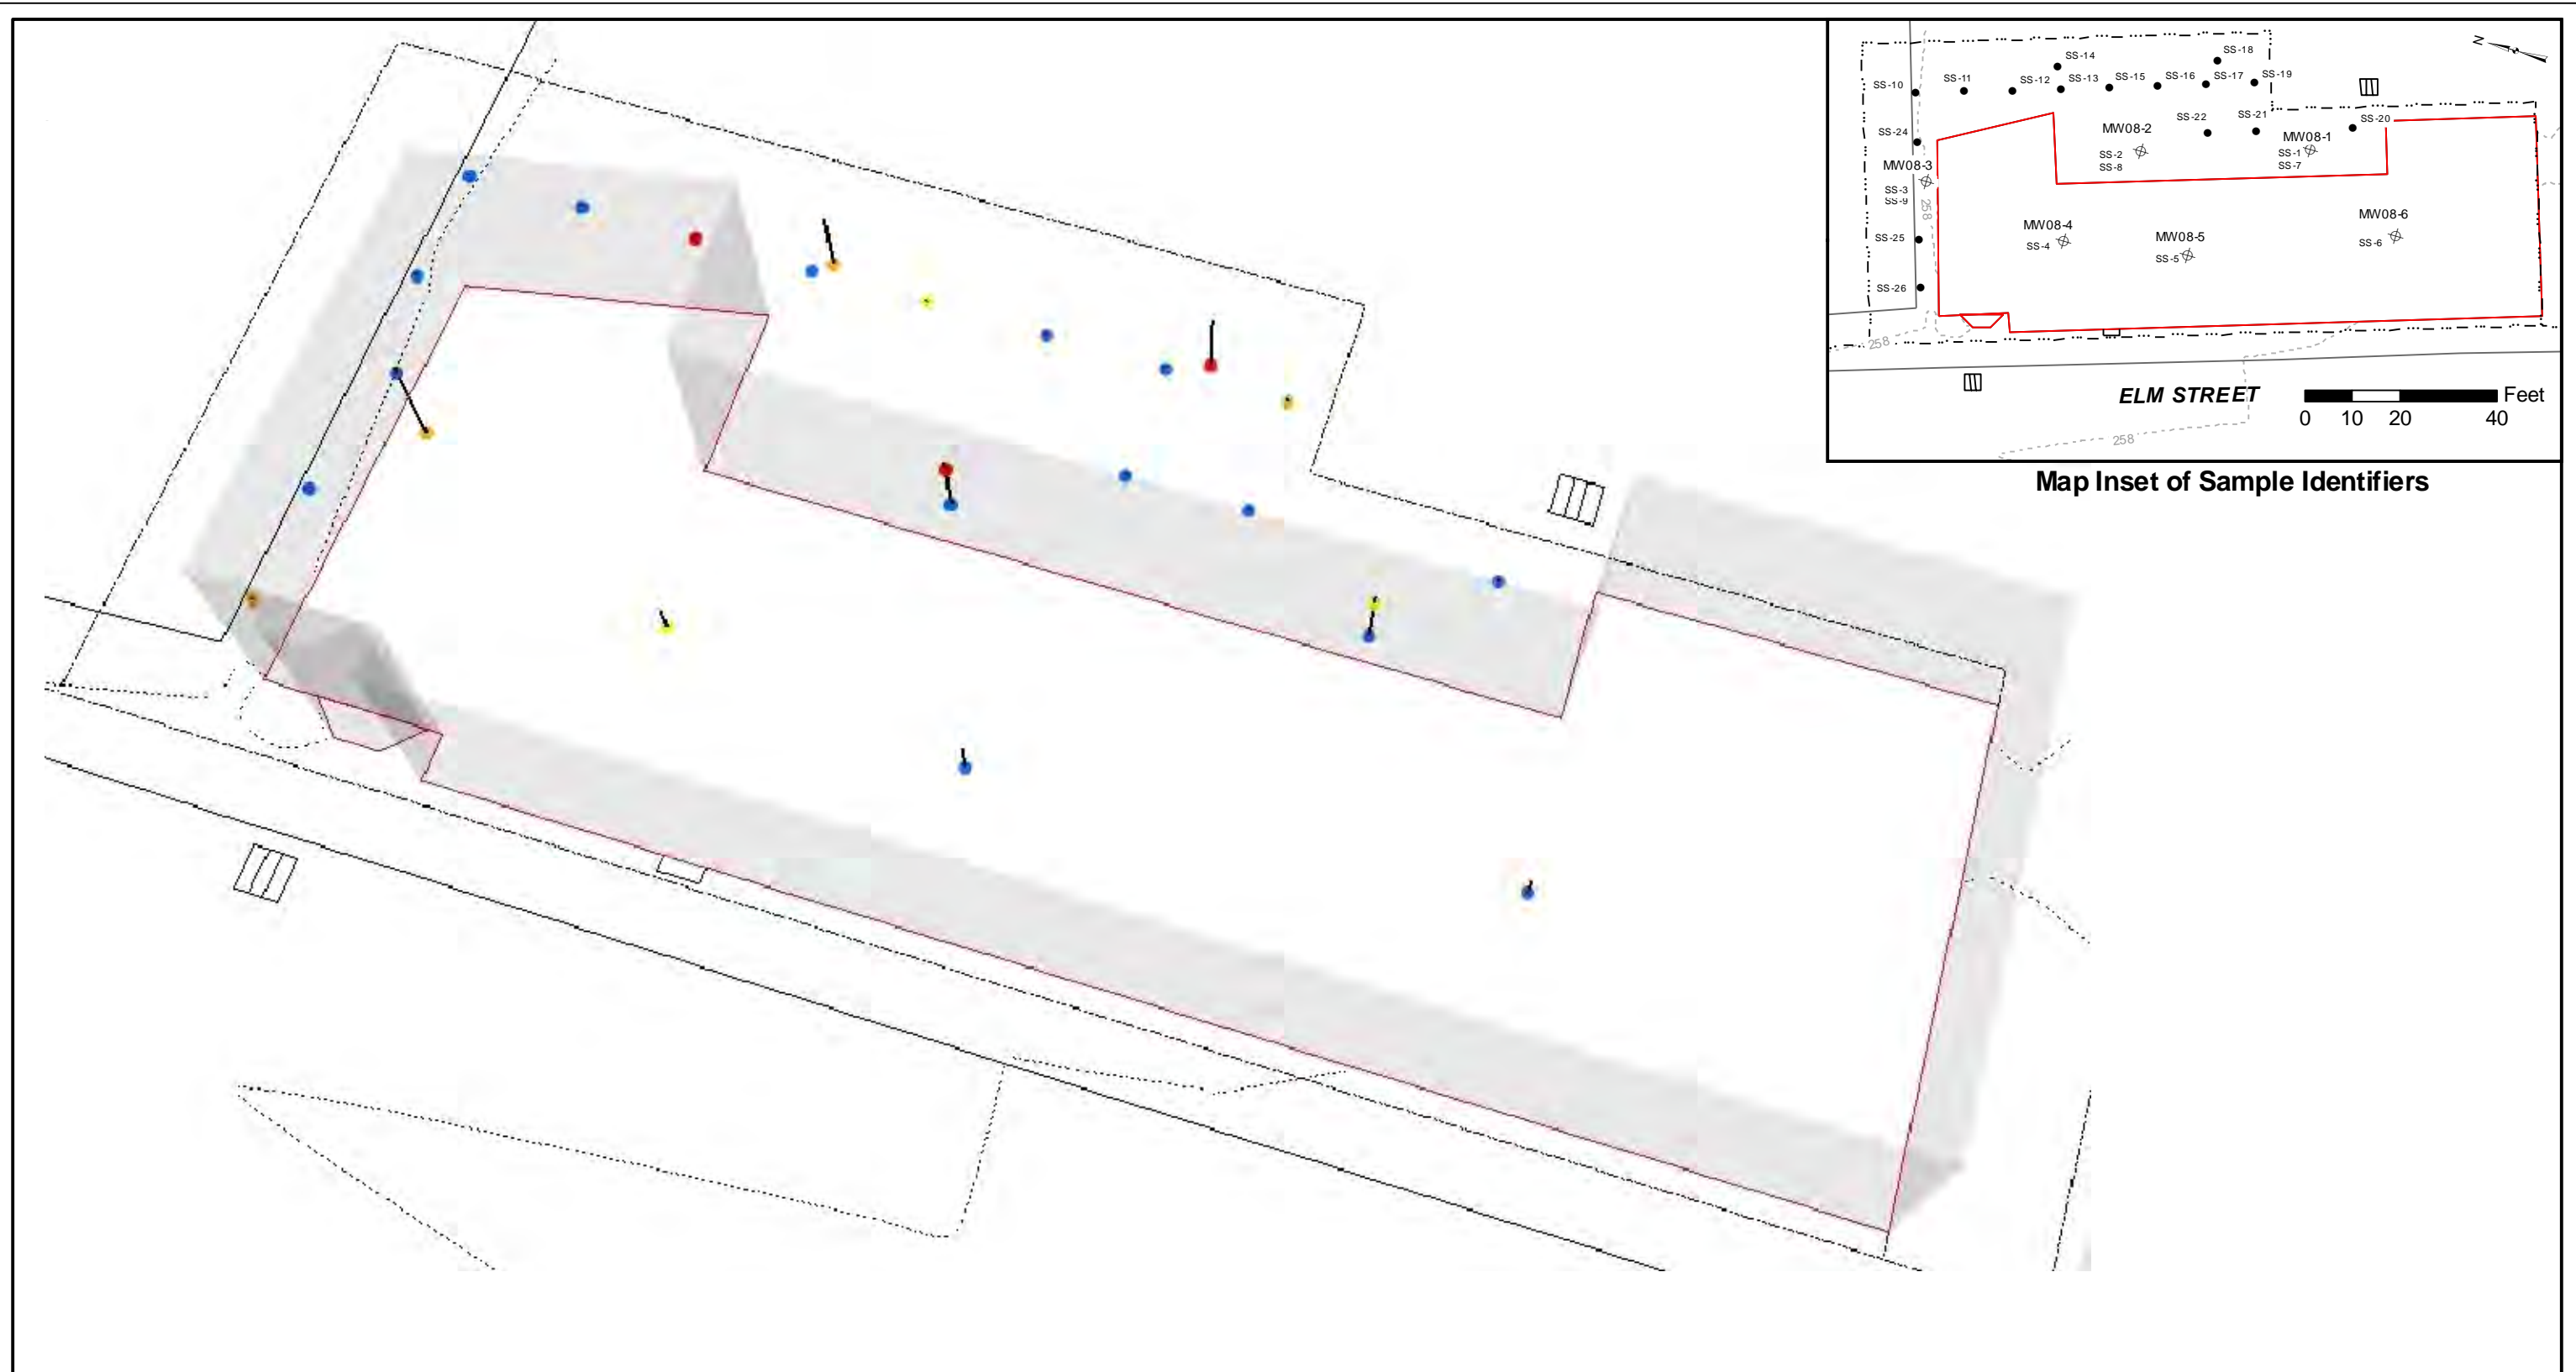 SS-18
N
SS-14
SS-10
SS-11
SS-12
SS-13
SS-15
SS-16
SS-17
SS-19
SS-24
SS-22
SS-21
SS-20
MW08-2
MW08-1
SS-2
SS-1
SS-8
SS-7
MW08-3
SS-3
SS-9
258
SS-25
MW08-4
SS-4
MW08-5
SS-5
MW08-6
SS-6
SS-26
258
ELM STREET
Feet
0 10 20 40
258
Map Inset of Sample Identifiers